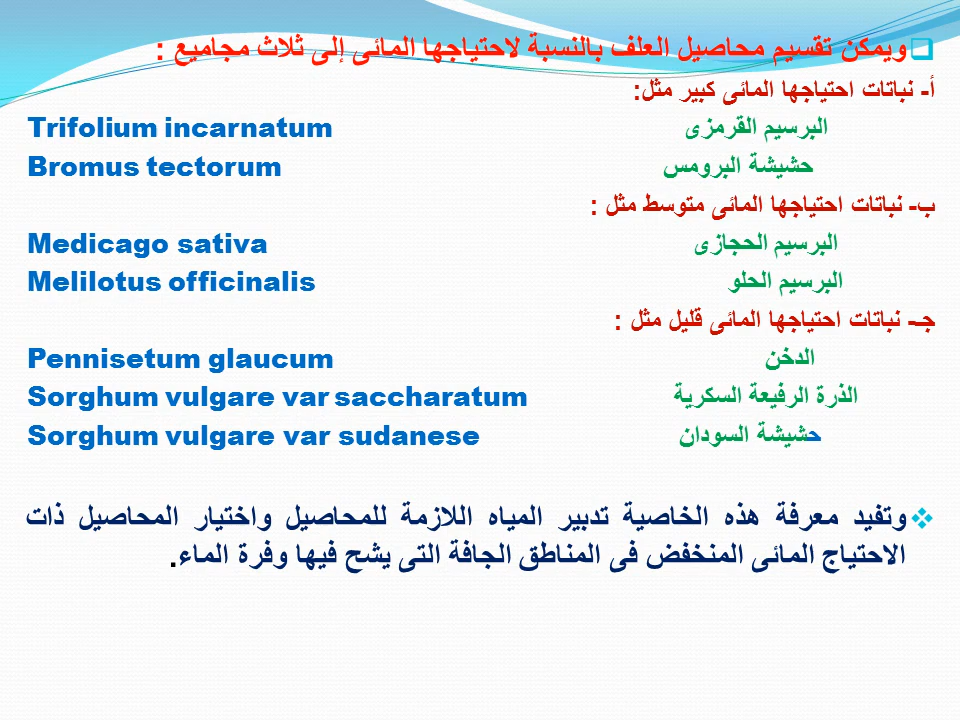 ويمكن تقسيم محاصيل العلف بالنسبة لاحتياجها المائى إلى ثلاث مجاميع :
أ- نباتات احتياجها المائى كبير مثل:
البرسيم القرمزى Trifolium incarnatum
حشيشة البرومس Bromus tectorum
ب- نباتات احتياجها المائى متوسط مثل :
البرسيم الحجازى Medicago sativa
البرسيم الحلو Melilotus officinalis
جـ- نباتات احتياجها المائى قليل مثل :
الدخن Pennisetum glaucum
الذرة الرفيعة السكرية Sorghum vulgare var saccharatum
حشيشة السودان Sorghum vulgare var sudanese
وتفيد معرفة هذه الخاصية تدبير المياه اللازمة للمحاصيل واختيار المحاصيل ذات
الاحتياج المائى المنخفض فى المناطق الجافة التى يشح فيها وفرة الماء.